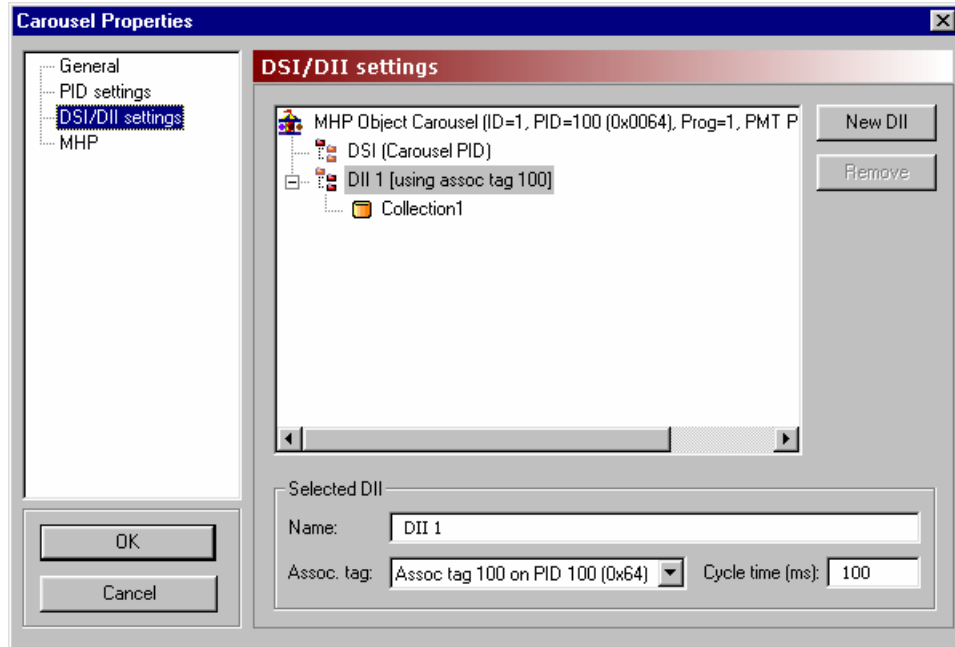 Carousel Properties
General
PID settings
DSI/DII settings
MHP
DSI/DII settings
MHP Object Carousel (ID=1, PID=100 (0x0064), Prog=1, PMT P
DSI (Carousel PID)
DII 1 [using assoc tag 100]
Collection1
New DII
Remove
Selected DII
Name: DII 1
Assoc. tag: Assoc tag 100 on PID 100 (0x64) Cycle time (ms): 100
OK
Cancel